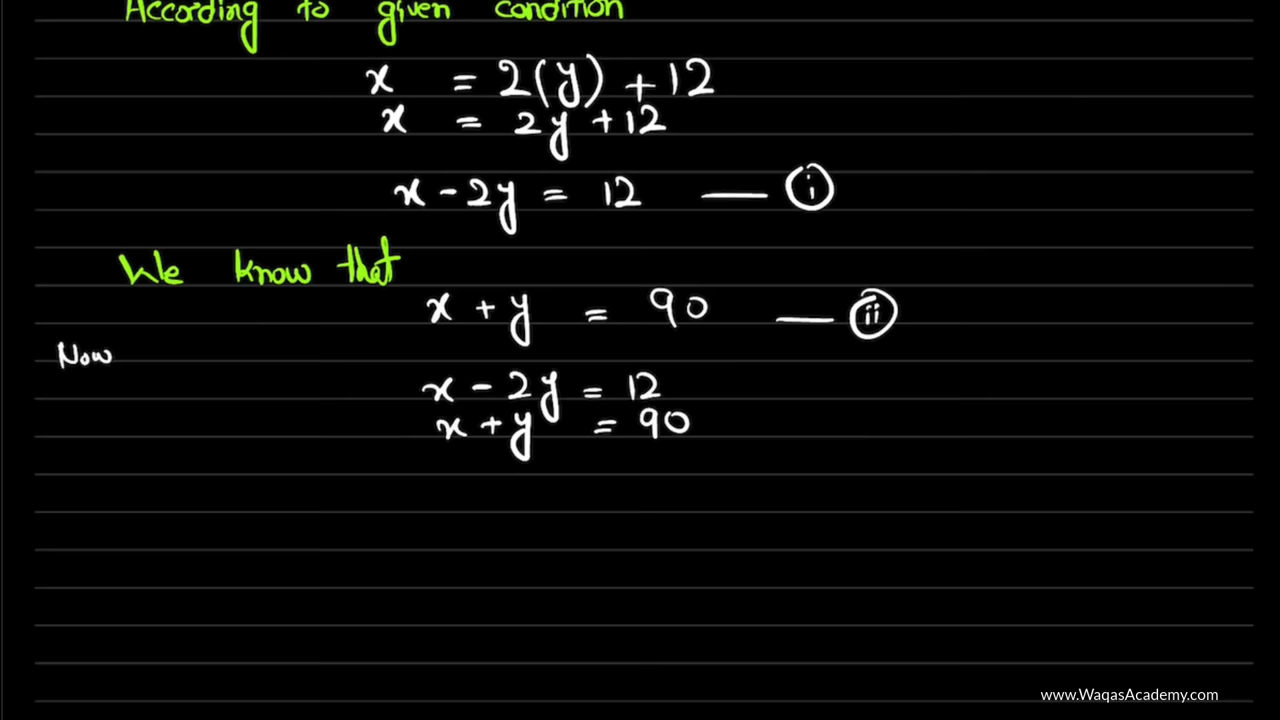 According to given condition
x = 2(y) + 12
x = 2y + 12
x - 2y = 12 — (i)
We know that
x + y = 90 — (ii)
Now
x - 2y = 12
x + y = 90
www.WaqasAcademy.com